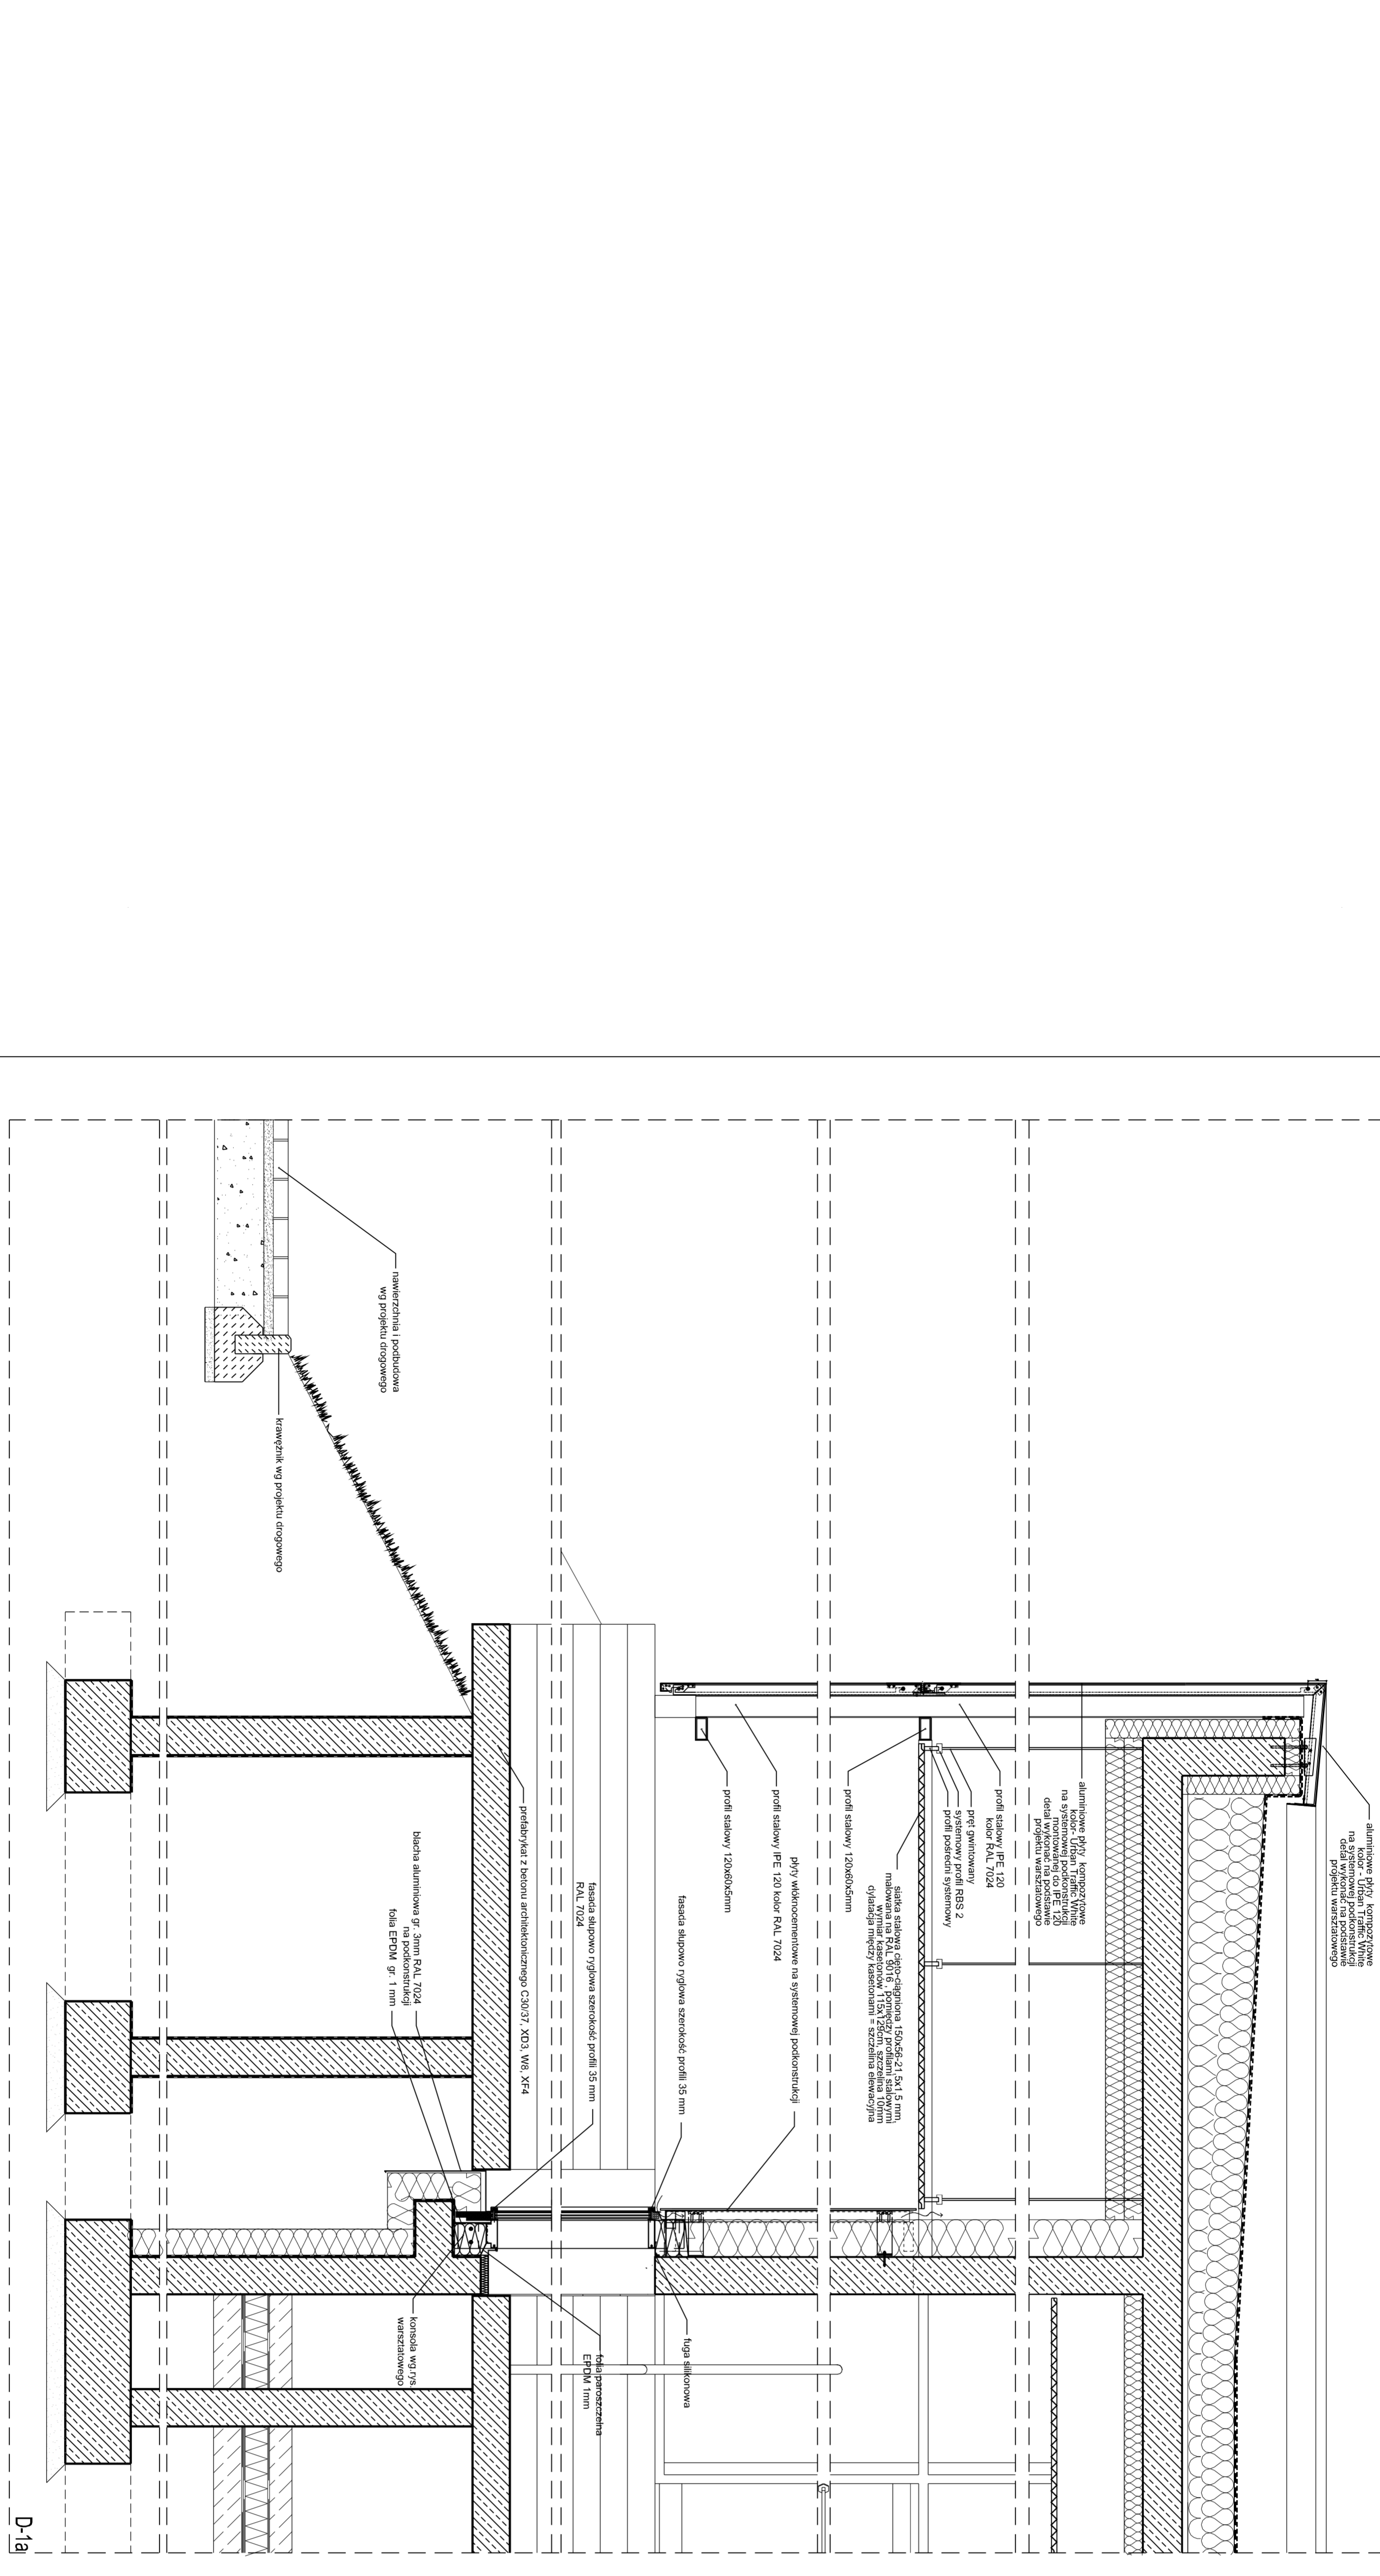 aluminiowe płyty kompozytowe
kolor - Urban Traffic White
na systemowej podkonstrukcji
detal wykonać na podstawie
projektu warsztatowego
aluminiowe płyty kompozytowe
kolor- Urban Traffic White
na systemowej podkonstrukcji
montowanej do IPE 120
detal wykonać na podstawie
projektu warsztatowego
profil stalowy IPE 120
kolor RAL 7024
pręt gwintowany
systemowy profil RBS 2
profil pośredni systemowy
siatka stalowa cięto-ciągniona 150x56-21,5x1,5 mm,
malowana na RAL 9016 , pomiędzy profilami stalowymi
wymiar kasetonów 115x129cm, szczelina 10mm
dylatacja między kasetonami = szczelina elewacyjna
profil stalowy 120x60x5mm
płyty włóknocementowe na systemowej podkonstrukcji
profil stalowy IPE 120 kolor RAL 7024
profil stalowy 120x60x5mm
fasada słupowo ryglowa szerokość profili 35 mm
fuga silikonowa
fasada słupowo ryglowa szerokość profili 35 mm
RAL 7024
folia paroszczelna
EPDM 1mm
prefabrykat z betonu architektonicznego C30/37, XD3, W8, XF4
blacha aluminiowa gr. 3mm RAL 7024
na podkonstrukcji
folia EPDM gr. 1 mm
konsola wg.rys.
warsztatowego
nawierzchnia i podbudowa
wg projektu drogowego
krawężnik wg projektu drogowego
D-1a